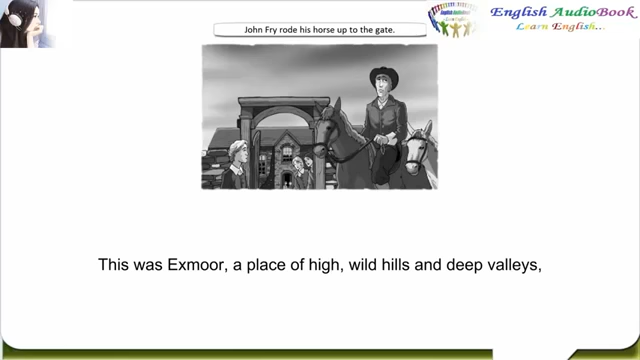 John Fry rode his horse up to the gate.
English AudioBook
Learn English...
This was Exmoor, a place of high, wild hills and deep valleys,